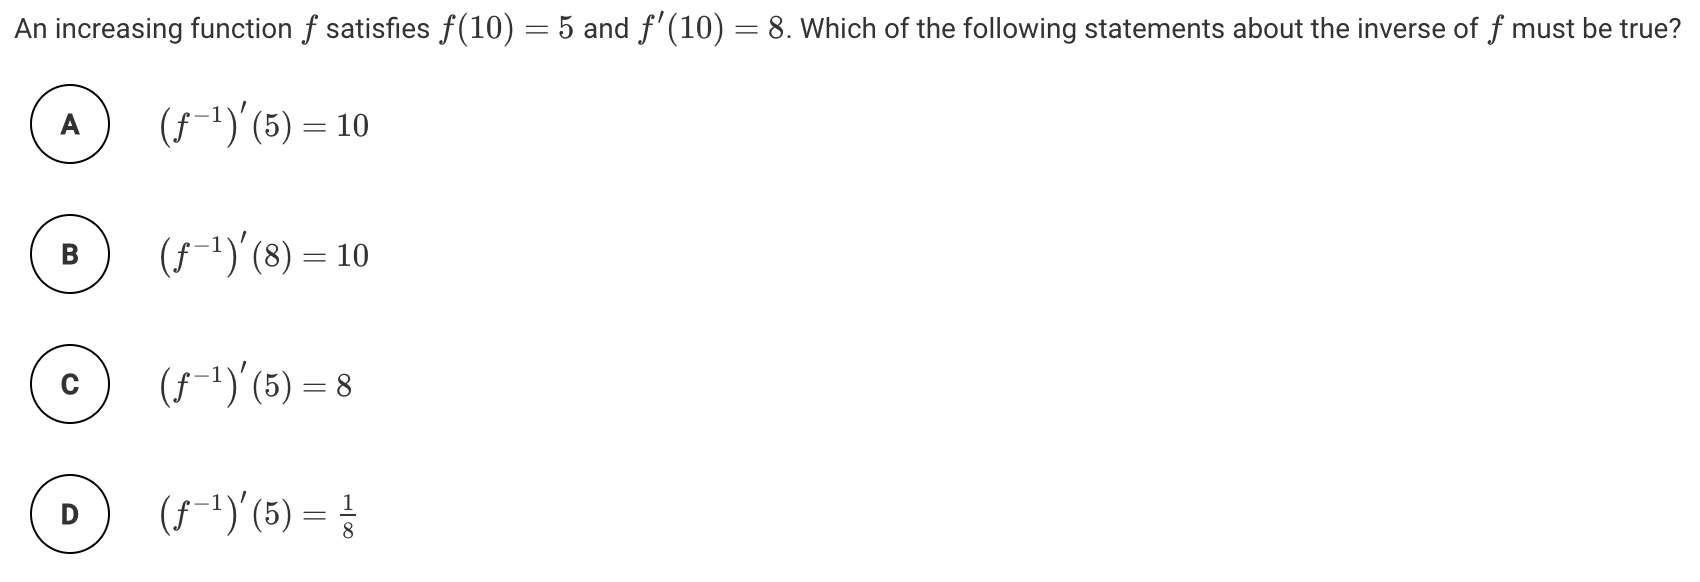 An increasing function f satisfies f(10) = 5 and f′(10) = 8. Which of the following statements about the inverse of f must be true?
A (f⁻¹)′(5) = 10
B (f⁻¹)′(8) = 10
C (f⁻¹)′(5) = 8
D (f⁻¹)′(5) = 1/8